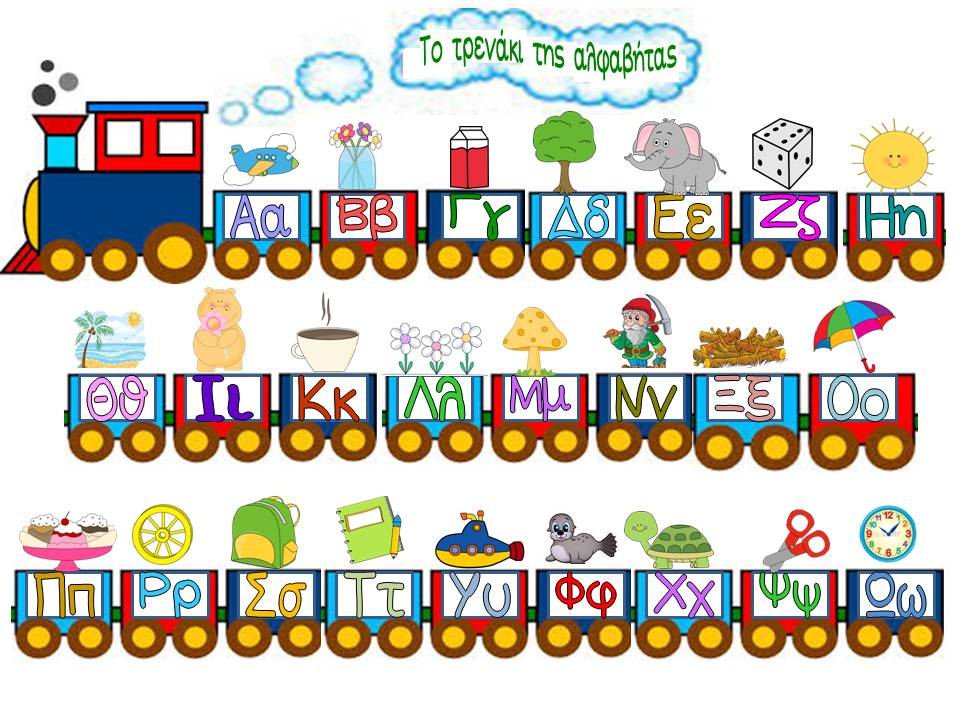 Το τρενάκι της αλφαβήτας
Αα Ββ Γγ Δδ Εε Ζζ Ηη
Θθ Ιι Κκ Λλ Μμ Νν Ξξ Οο
Ππ Ρρ Σσ Ττ Υυ Φφ Χχ Ψψ Ωω